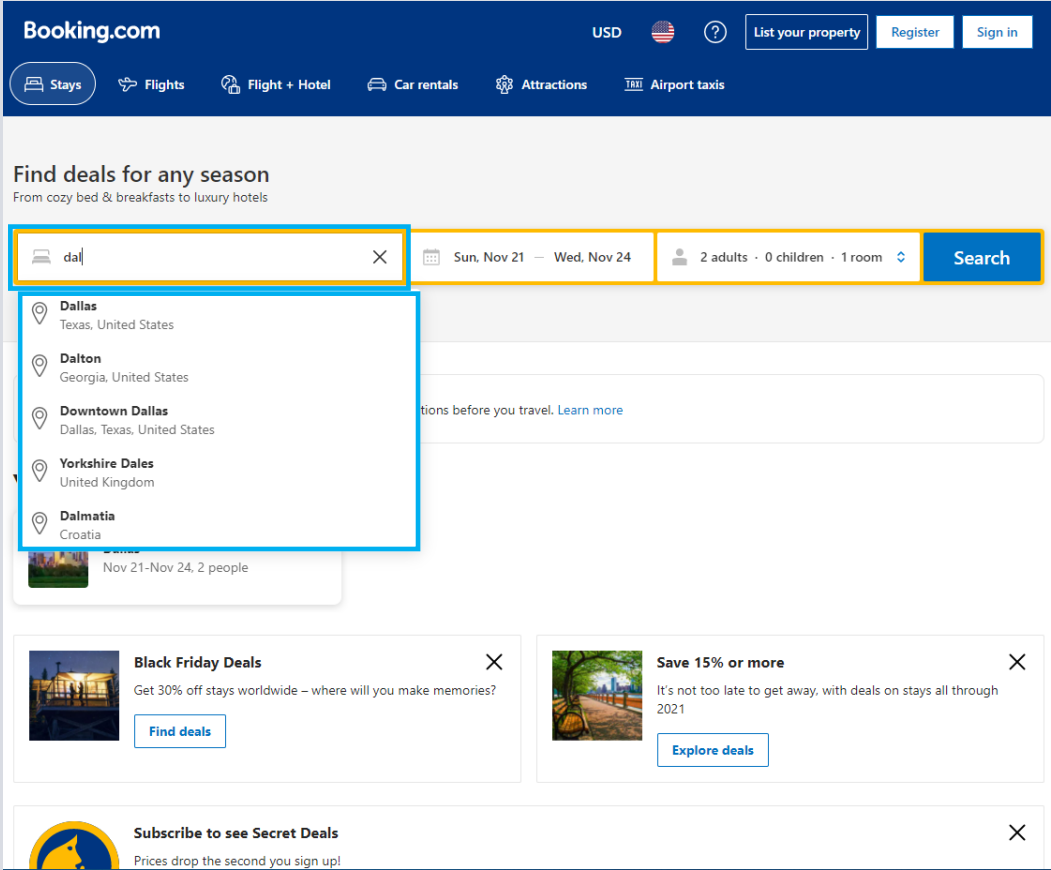 Booking.com
USD
List your property
Register
Sign in
Stays
Flights
Flight + Hotel
Car rentals
Attractions
TAXI Airport taxis
Find deals for any season
From cozy bed & breakfasts to luxury hotels
dal
Sun, Nov 21 — Wed, Nov 24
2 adults · 0 children · 1 room
Search
Dallas
Texas, United States
Dalton
Georgia, United States
Downtown Dallas
Dallas, Texas, United States
Yorkshire Dales
United Kingdom
Dalmatia
Croatia
before you travel. Learn more
Nov 21-Nov 24, 2 people
Black Friday Deals
Get 30% off stays worldwide – where will you make memories?
Find deals
Save 15% or more
It's not too late to get away, with deals on stays all through
2021
Explore deals
Subscribe to see Secret Deals
Prices drop the second you sign up!